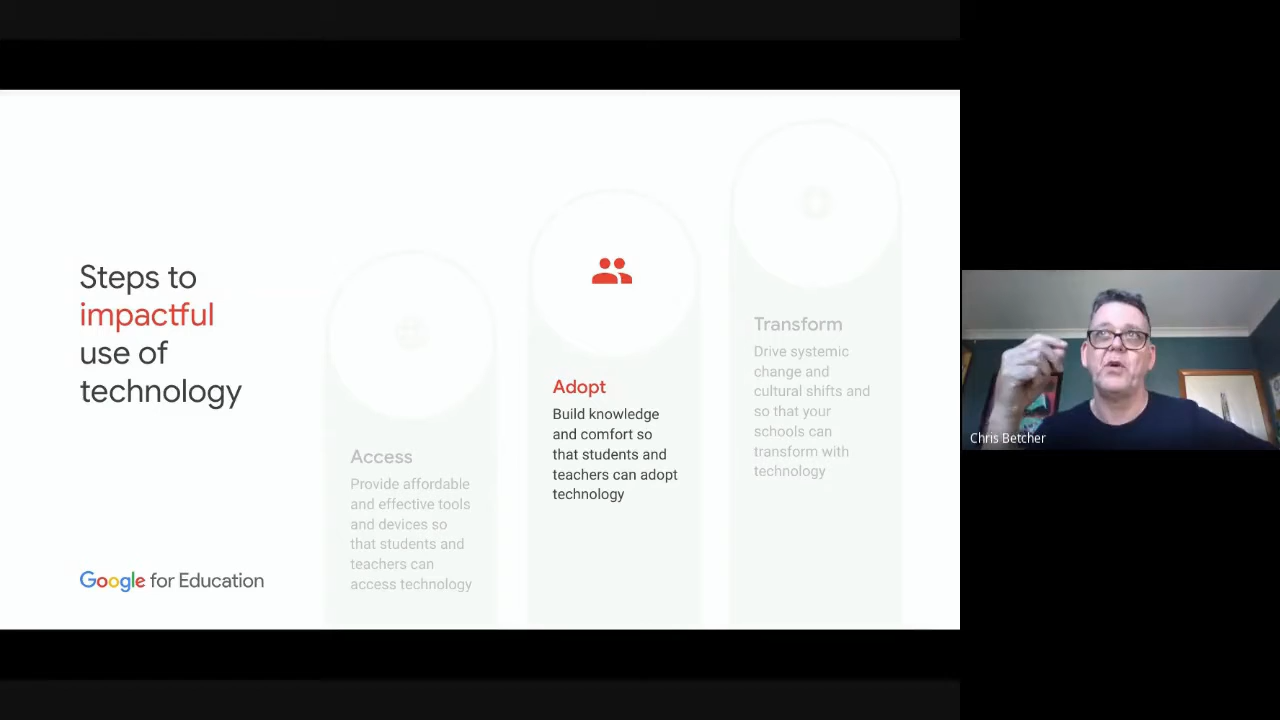 Steps to
impactful
use of
technology
Google for Education
Access
Provide affordable
and effective tools
and devices so
that students and
teachers can
access technology
Adopt
Build knowledge
and comfort so
that students and
teachers can adopt
technology
Transform
Drive systemic
change and
cultural shifts and
so that your
schools can
transform with
technology
Chris Betcher